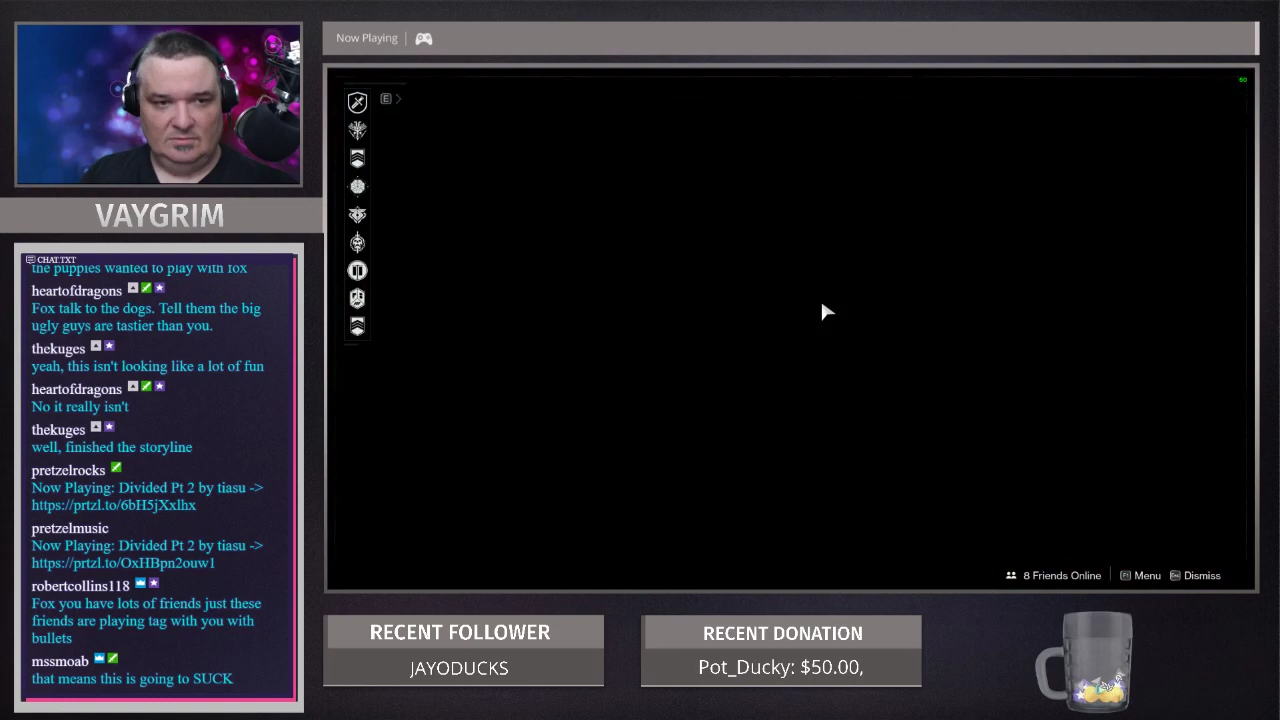 Now Playing
60
E
VAYGRIM
CHAT.TXT
the puppies wanted to play with fox
heartofdragons
Fox talk to the dogs. Tell them the big
ugly guys are tastier than you.
thekuges
yeah, this isn't looking like a lot of fun
heartofdragons
No it really isn't
thekuges
well, finished the storyline
pretzelrocks
Now Playing: Divided Pt 2 by tiasu ->
https://prtzl.to/6bH5jXxlhx
pretzelmusic
Now Playing: Divided Pt 2 by tiasu ->
https://prtzl.to/OxHBpn2ouw1
robertcollins118
Fox you have lots of friends just these
friends are playing tag with you with
bullets
mssmoab
that means this is going to SUCK
8 Friends Online
F1 Menu
Dismiss
RECENT FOLLOWER
JAYODUCKS
RECENT DONATION
Pot_Ducky: $50.00,